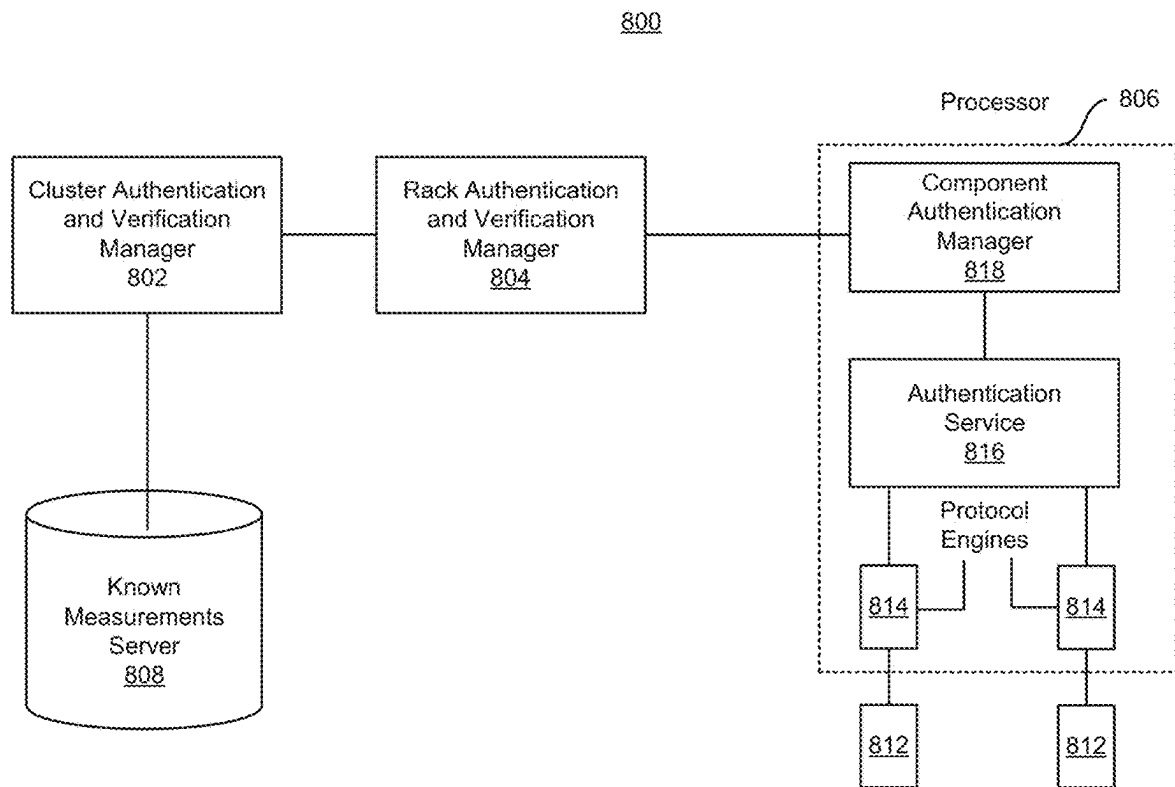 800
Processor
806
Cluster Authentication
and Verification
Manager
802
Rack Authentication
and Verification
Manager
804
Component
Authentication
Manager
818
Authentication
Service
816
Protocol
Engines
814
814
Known
Measurements
Server
808
812
812